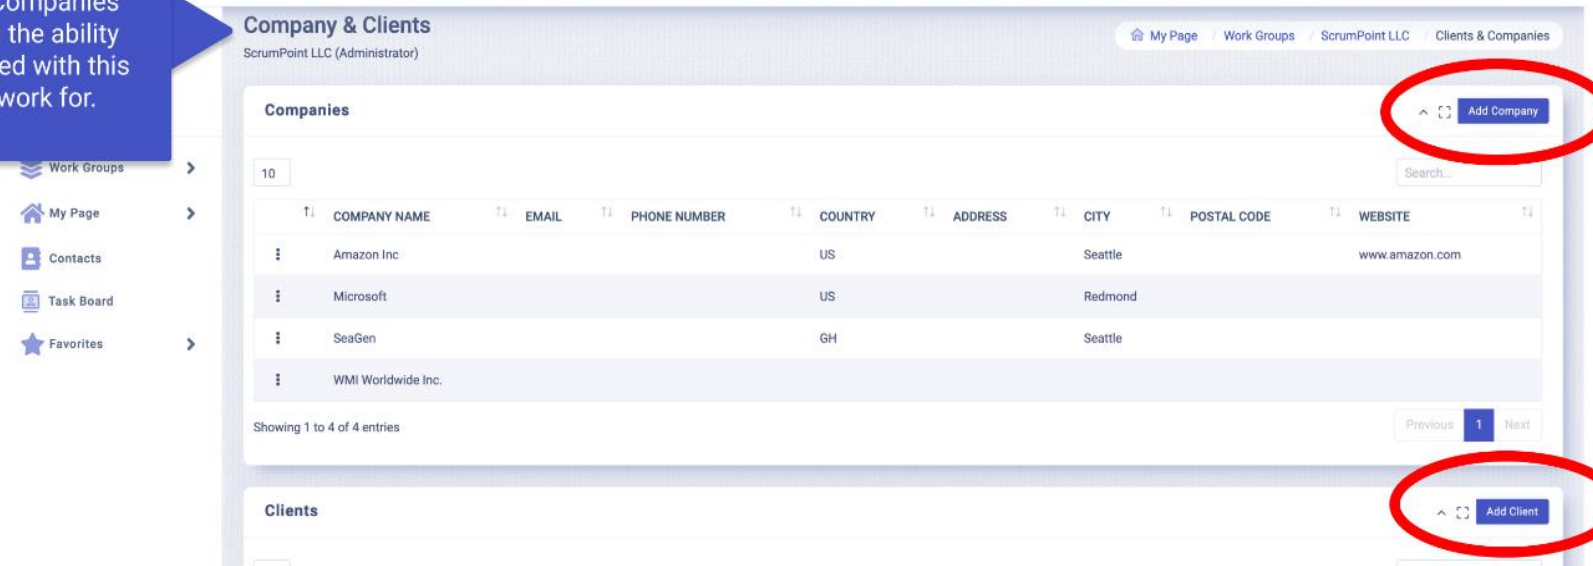 Companies
the ability
ed with this
work for.
Company & Clients
ScrumPoint LLC (Administrator)
My Page / Work Groups / ScrumPoint LLC / Clients & Companies
Companies
Add Company
Work Groups
My Page
Contacts
Task Board
Favorites
10
Search...
COMPANY NAME EMAIL PHONE NUMBER COUNTRY ADDRESS CITY POSTAL CODE WEBSITE
Amazon Inc US Seattle www.amazon.com
Microsoft US Redmond
SeaGen GH Seattle
WMI Worldwide Inc.
Showing 1 to 4 of 4 entries
Previous 1 Next
Clients
Add Client